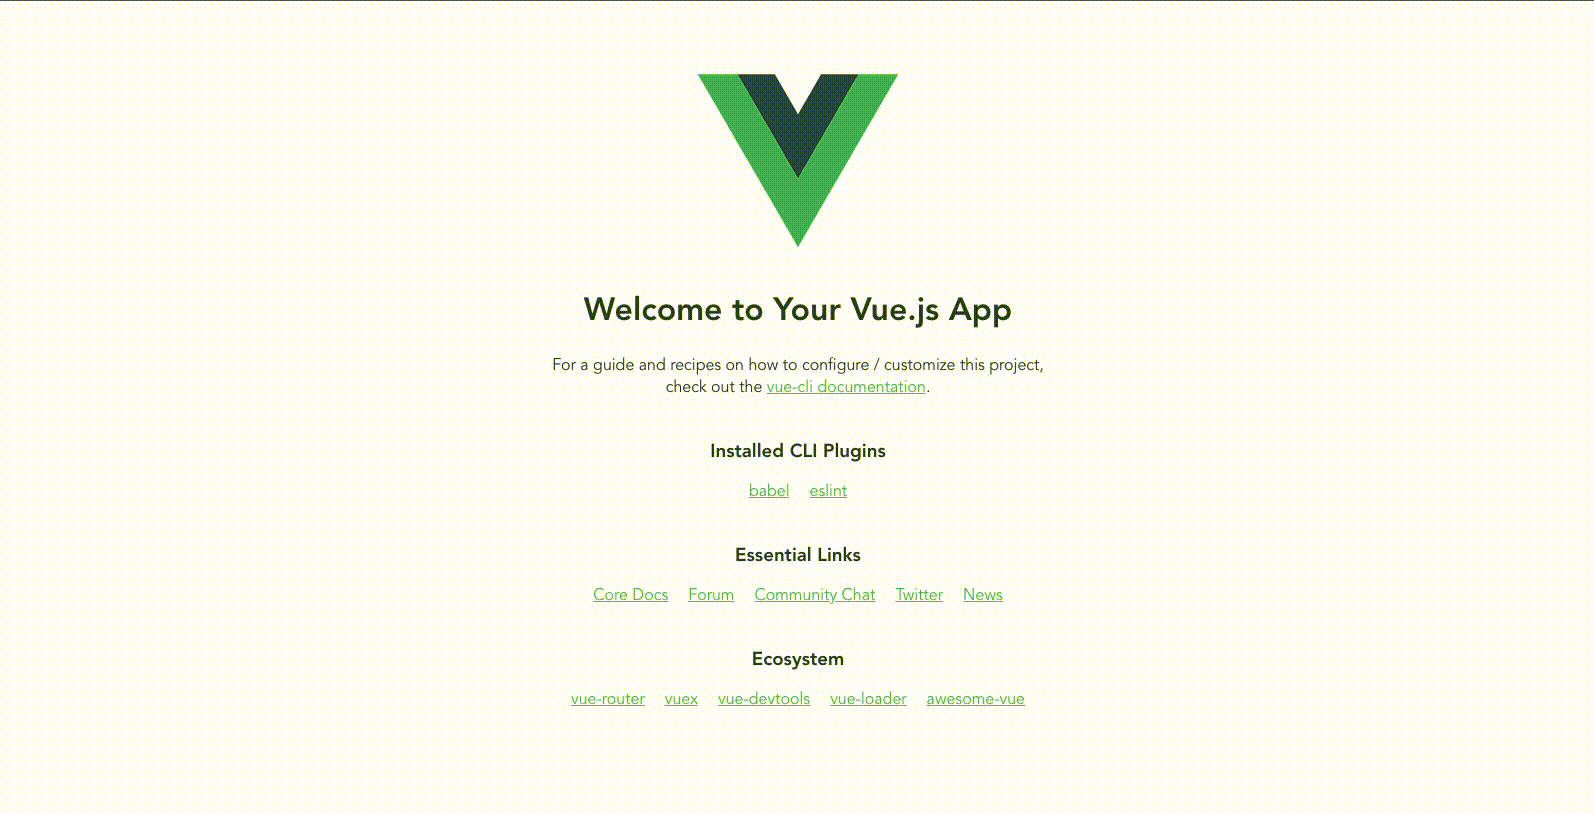 Welcome to Your Vue.js App
For a guide and recipes on how to configure / customize this project,
check out the vue-cli documentation.
Installed CLI Plugins
babel eslint
Essential Links
Core Docs Forum Community Chat Twitter News
Ecosystem
vue-router vuex vue-devtools vue-loader awesome-vue